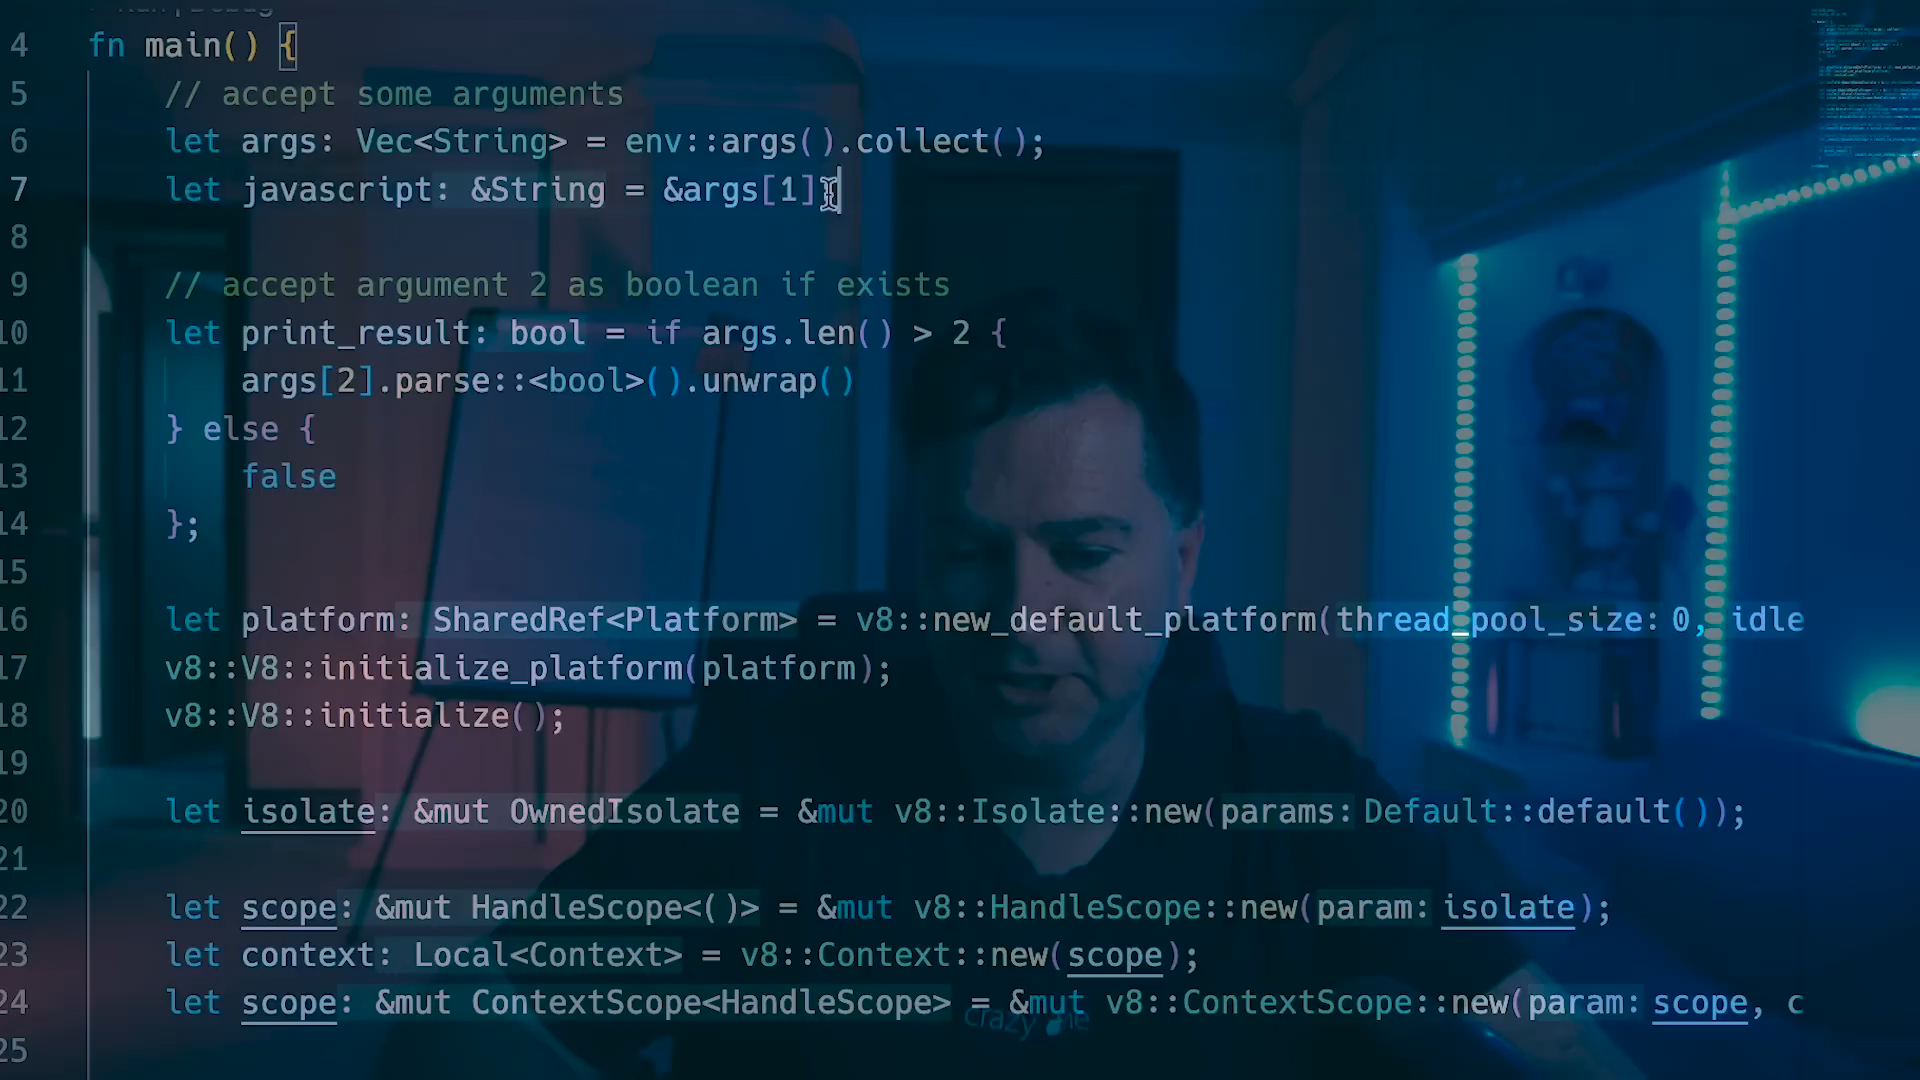 4 fn main() {
5 // accept some arguments
6 let args: Vec<String> = env::args().collect();
7 let javascript: &String = &args[1];
8
9 // accept argument 2 as boolean if exists
10 let print_result: bool = if args.len() > 2 {
11 args[2].parse::<bool>().unwrap()
12 } else {
13 false
14 };
15
16 let platform: SharedRef<Platform> = v8::new_default_platform(thread_pool_size: 0, idle
17 v8::V8::initialize_platform(platform);
18 v8::V8::initialize();
19
20 let isolate: &mut OwnedIsolate = &mut v8::Isolate::new(params: Default::default());
21
22 let scope: &mut HandleScope<()> = &mut v8::HandleScope::new(param: isolate);
23 let context: Local<Context> = v8::Context::new(scope);
24 let scope: &mut ContextScope<HandleScope> = &mut v8::ContextScope::new(param: scope, c
crazy
25